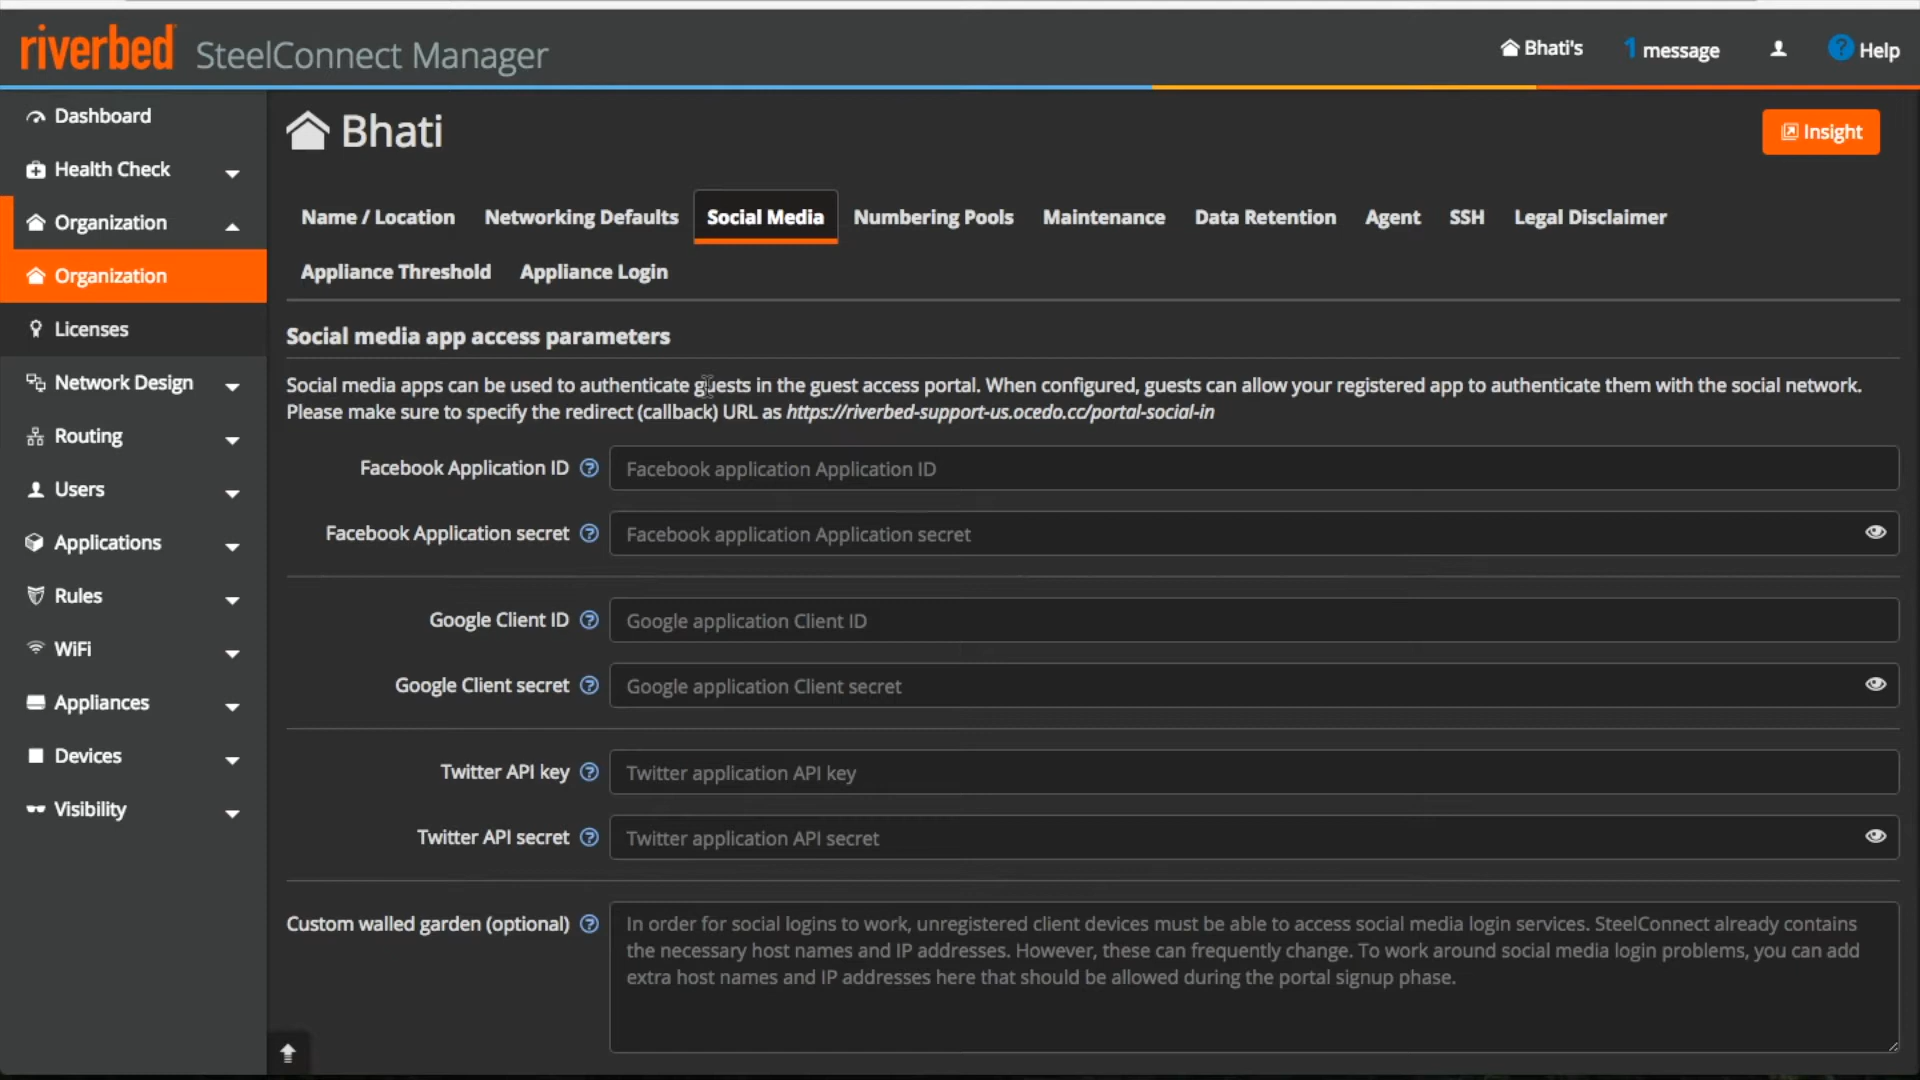 riverbed SteelConnect Manager
Bhati's
1 message
Help
Dashboard
Health Check
Organization
Organization
Licenses
Network Design
Routing
Users
Applications
Rules
WiFi
Appliances
Devices
Visibility
Bhati
Insight
Name / Location
Networking Defaults
Social Media
Numbering Pools
Maintenance
Data Retention
Agent
SSH
Legal Disclaimer
Appliance Threshold
Appliance Login
Social media app access parameters
Social media apps can be used to authenticate guests in the guest access portal. When configured, guests can allow your registered app to authenticate them with the social network.
Please make sure to specify the redirect (callback) URL as https://riverbed-support-us.ocedo.cc/portal-social-in
Facebook Application ID ? Facebook application Application ID
Facebook Application secret ? Facebook application Application secret
Google Client ID ? Google application Client ID
Google Client secret ? Google application Client secret
Twitter API key ? Twitter application API key
Twitter API secret ? Twitter application API secret
Custom walled garden (optional) ? In order for social logins to work, unregistered client devices must be able to access social media login services. SteelConnect already contains
the necessary host names and IP addresses. However, these can frequently change. To work around social media login problems, you can add
extra host names and IP addresses here that should be allowed during the portal signup phase.